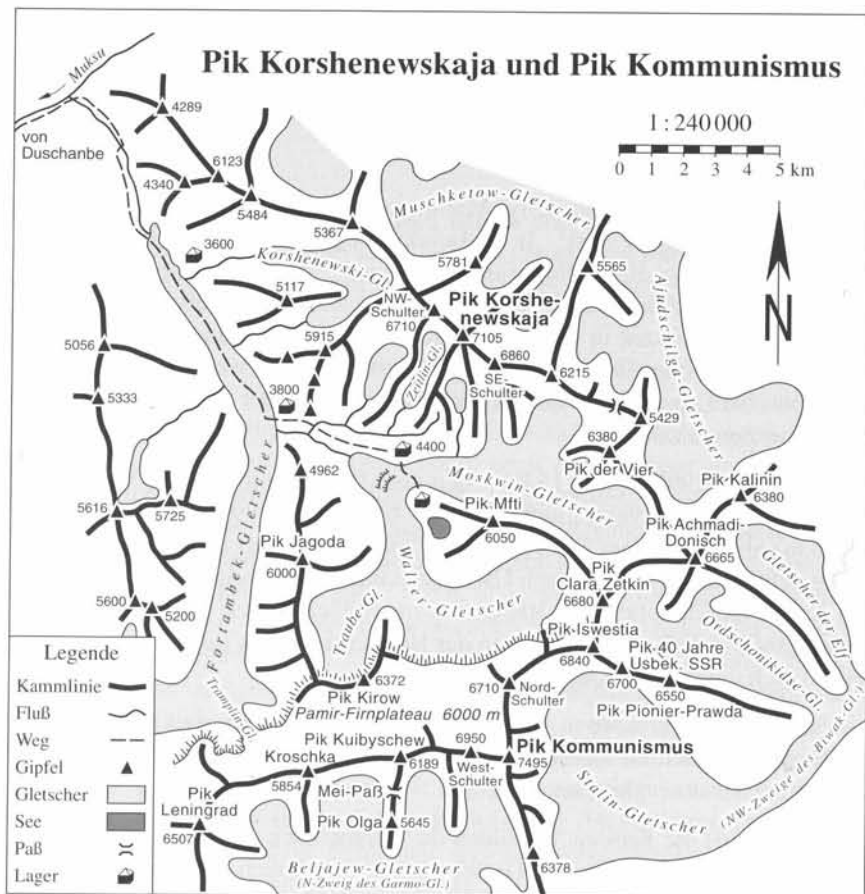 Pik Korshenewskaja und Pik Kommunismus
1 : 240 000
0 1 2 3 4 5 km
N
Muksu
von
Duschanbe
4289
6123
4340
5484
5367
Muschketow-Gletscher
3600
Korshenewski-Gl.
5781
5565
Ajudschilga-Gletscher
5117
NW-
Schulter
6710
Pik Korshe-
newskaja
7105
5915
5056
6860
SE-
Schulter
6215
Zeitlin-Gl.
5333
3800
5429
4400
6380
Pik der Vier
Moskwin-Gletscher
4962
Pik Kalinin
6380
Pik Mfti
6050
5616
5725
Pik Achmadi-
Donisch
6665
Pik Jagoda
6000
Fortambek-Gletscher
Walter-Gletscher
Pik
Clara Zetkin
6680
Gletscher der Elf
5600
5200
Traube-Gl.
Ordschonikidse-Gl.
Pik Iswestia
6840
Pik 40 Jahre
Usbek. SSR
6700
6550
Pik Pionier-Prawda
6372
Pik Kirow
6710
Nord-
Schulter
Tramplin-Gl.
Pamir-Firnplateau 6000 m
Pik Kuibyschew
6189
6950
West-
Schulter
Pik Kommunismus
7495
Kroschka
5854
Mei-Paß
Pik Olga
5645
Pik
Leningrad
6507
Stalin-Gletscher
(NW-Zweige des Biwak-Gl.)
6378
Beljajew-Gletscher
(N-Zweig des Garmo-Gl.)
Legende
Kammlinie
Fluß
Weg
Gipfel
Gletscher
See
Paß
Lager